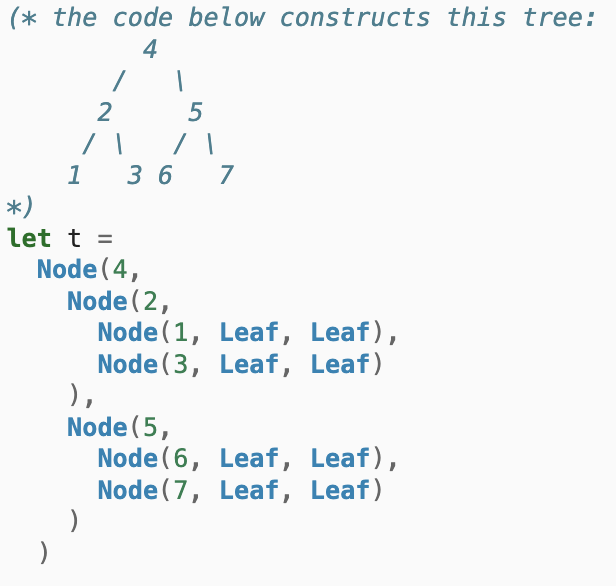 (* the code below constructs this tree:
         4
       /   \
      2     5
     / \   / \
    1   3 6   7
*)
let t =
  Node(4,
    Node(2,
      Node(1, Leaf, Leaf),
      Node(3, Leaf, Leaf)
    ),
    Node(5,
      Node(6, Leaf, Leaf),
      Node(7, Leaf, Leaf)
    )
  )